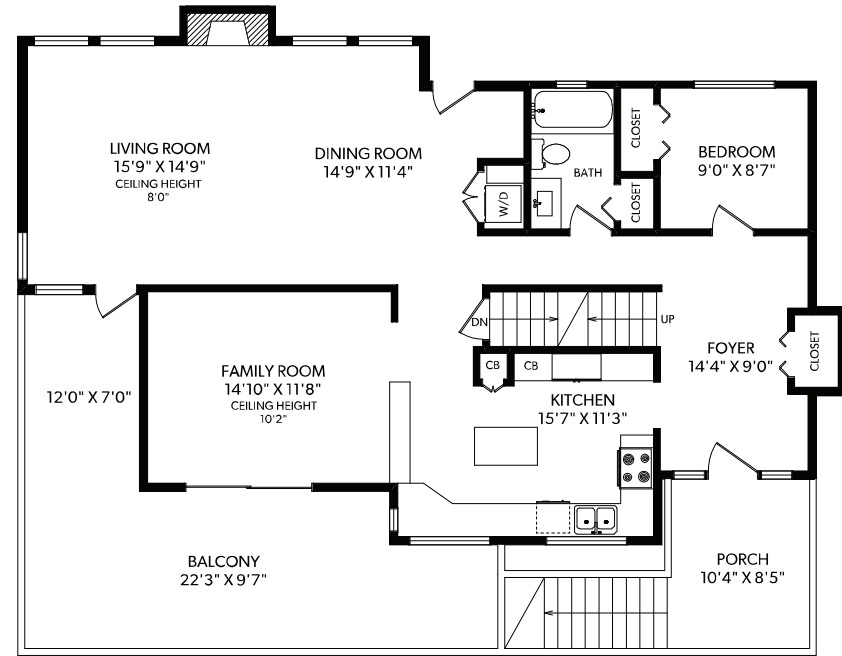 LIVING ROOM
15'9" X 14'9"
CEILING HEIGHT
8'0"
DINING ROOM
14'9" X 11'4"
W/D
BATH
CLOSET
CLOSET
BEDROOM
9'0" X 8'7"
DN
UP
FOYER
14'4" X 9'0"
CLOSET
FAMILY ROOM
14'10" X 11'8"
CEILING HEIGHT
10'2"
CB
CB
KITCHEN
15'7" X 11'3"
12'0" X 7'0"
BALCONY
22'3" X 9'7"
PORCH
10'4" X 8'5"